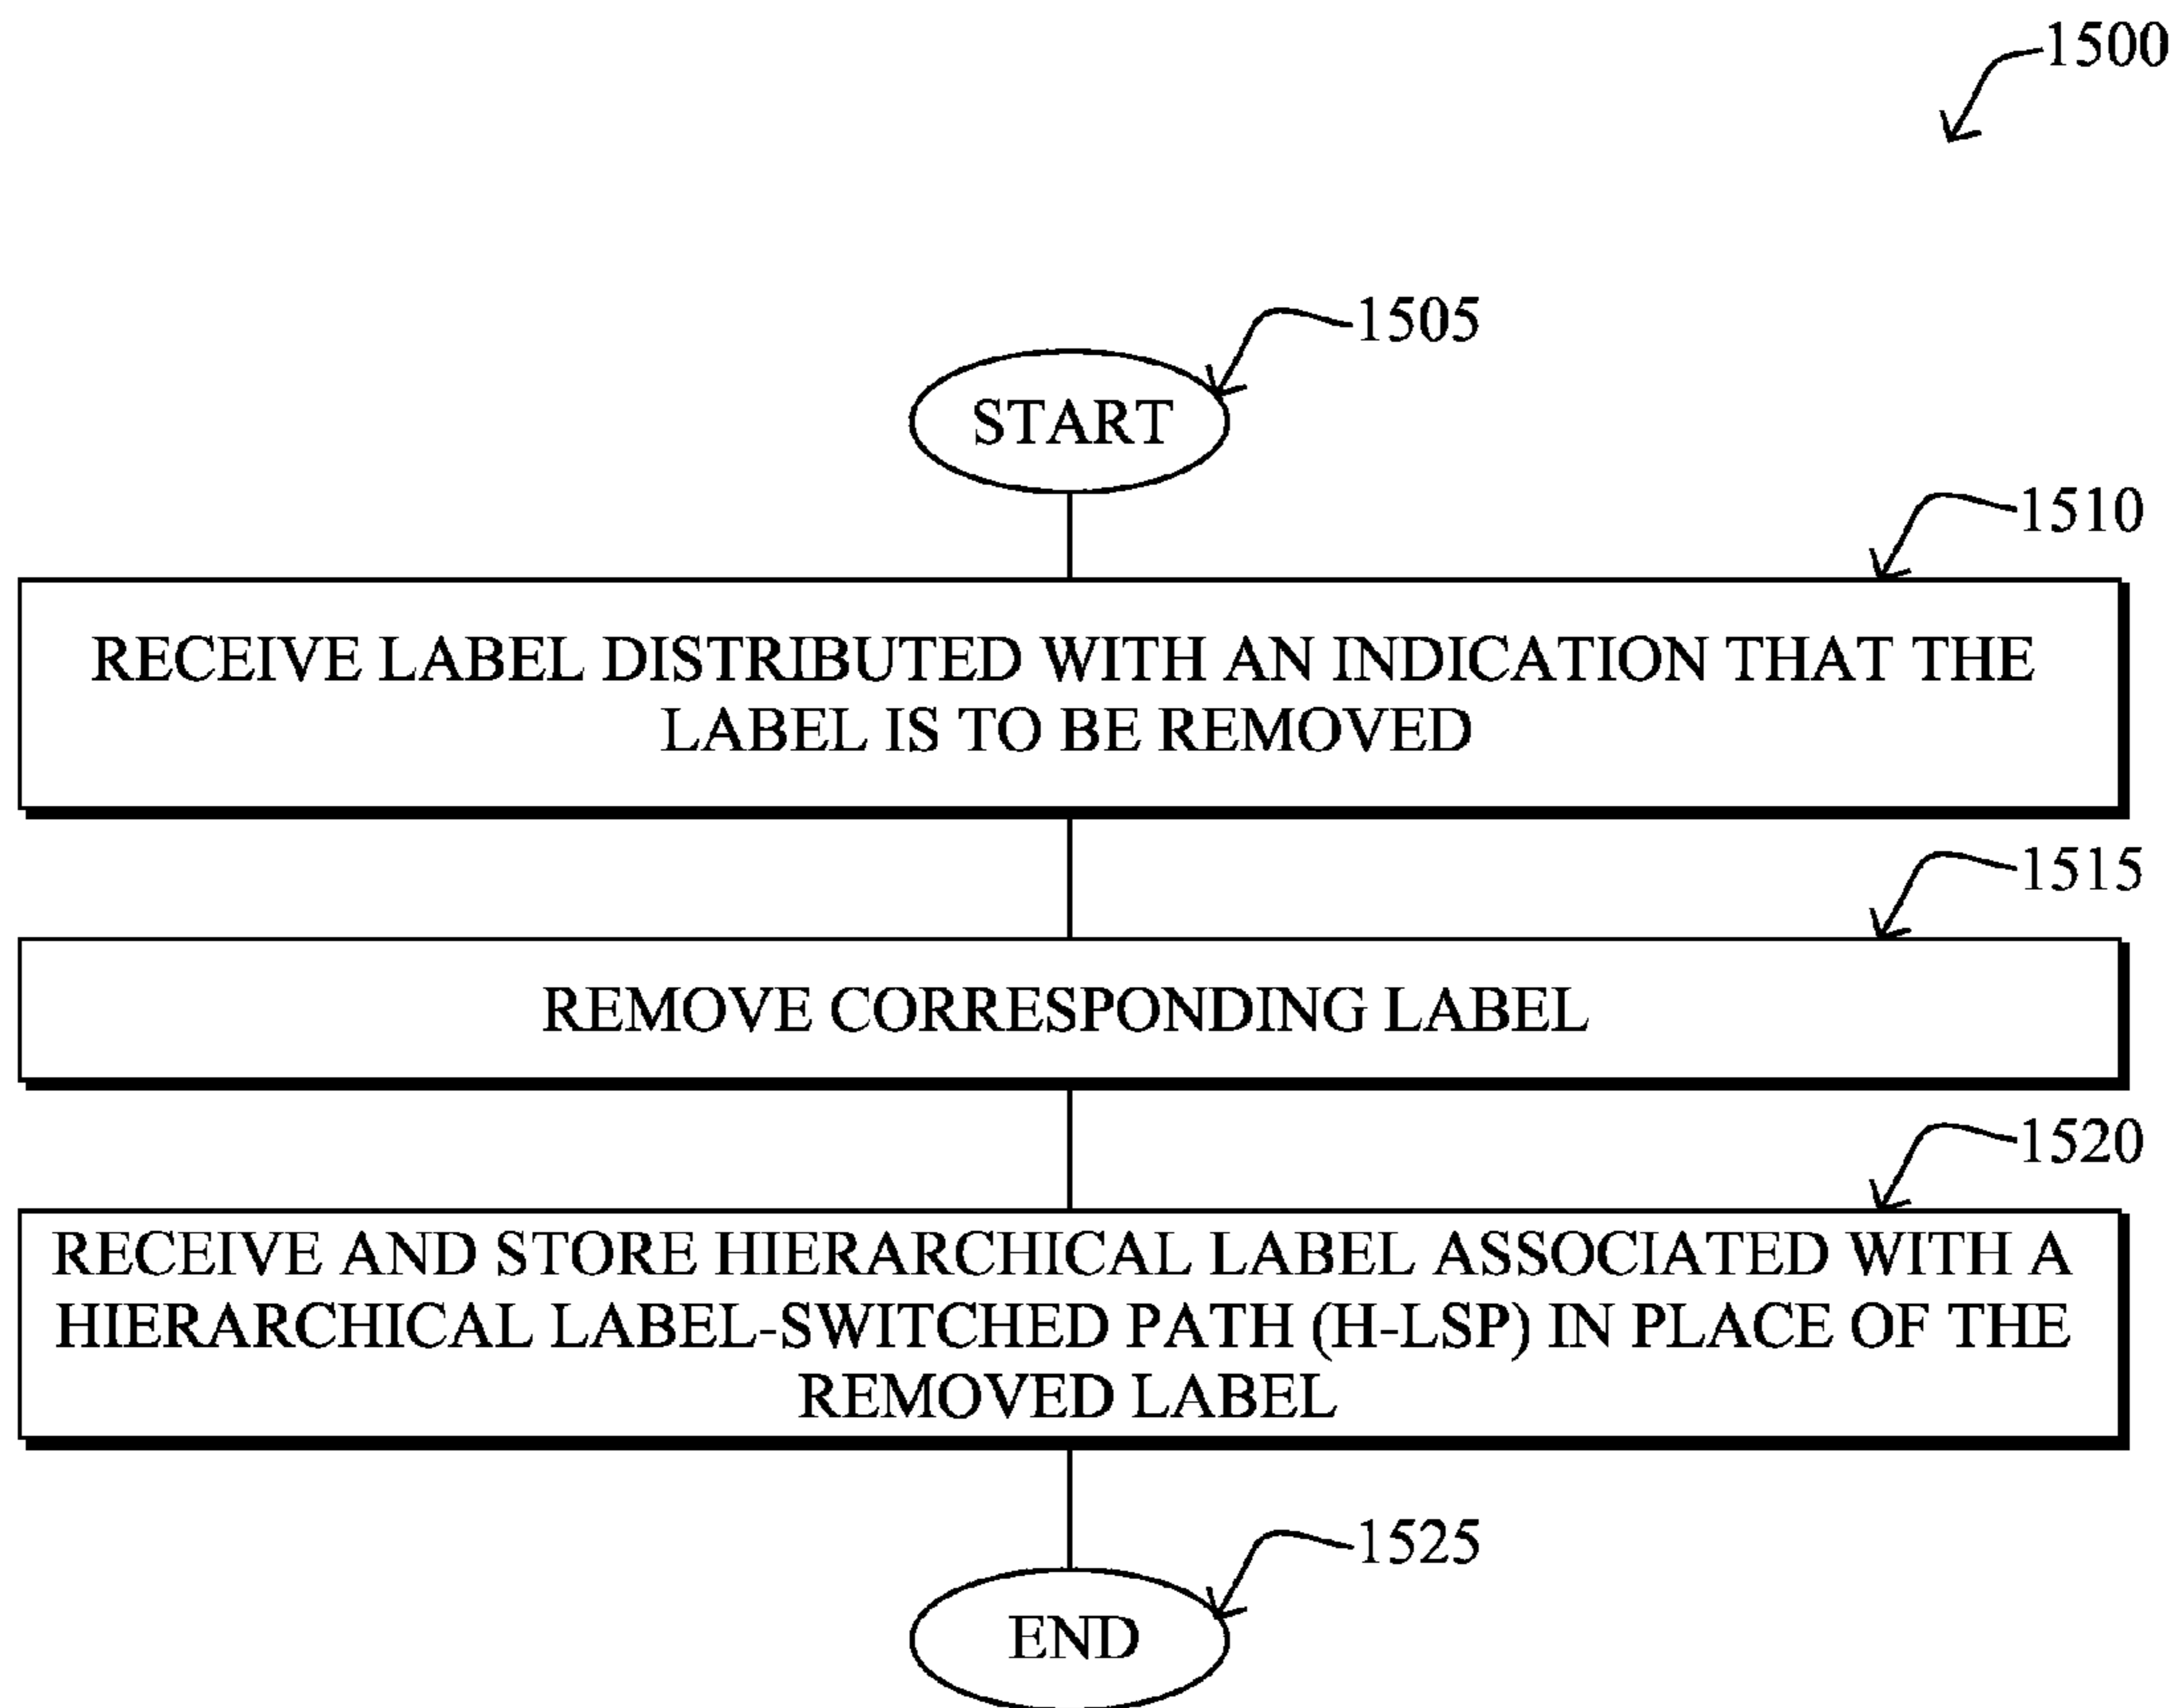 1500
1505
START
1510
RECEIVE LABEL DISTRIBUTED WITH AN INDICATION THAT THE
LABEL IS TO BE REMOVED
1515
REMOVE CORRESPONDING LABEL
1520
RECEIVE AND STORE HIERARCHICAL LABEL ASSOCIATED WITH A
HIERARCHICAL LABEL-SWITCHED PATH (H-LSP) IN PLACE OF THE
REMOVED LABEL
1525
END